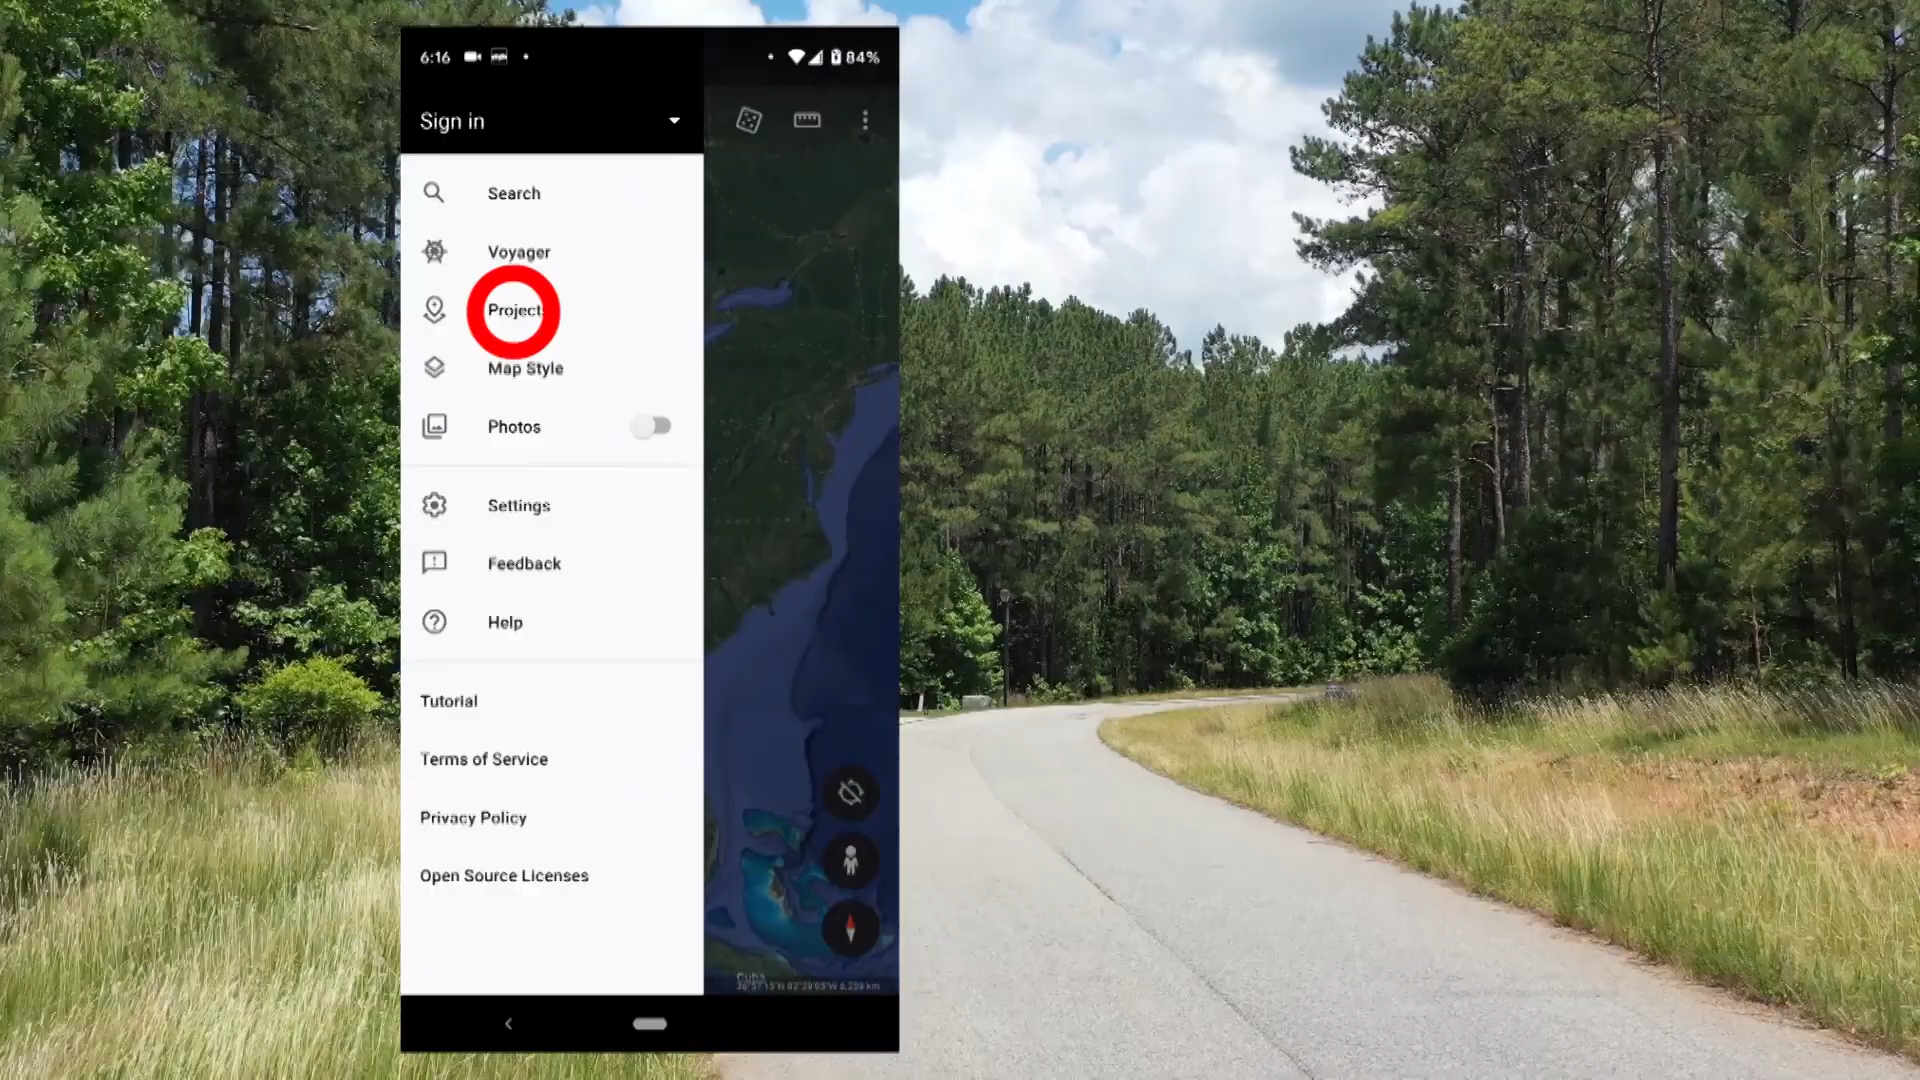 6:16
84%
Sign in
Search
Voyager
Project
Map Style
Photos
Settings
Feedback
Help
Tutorial
Terms of Service
Privacy Policy
Open Source Licenses
Cuba